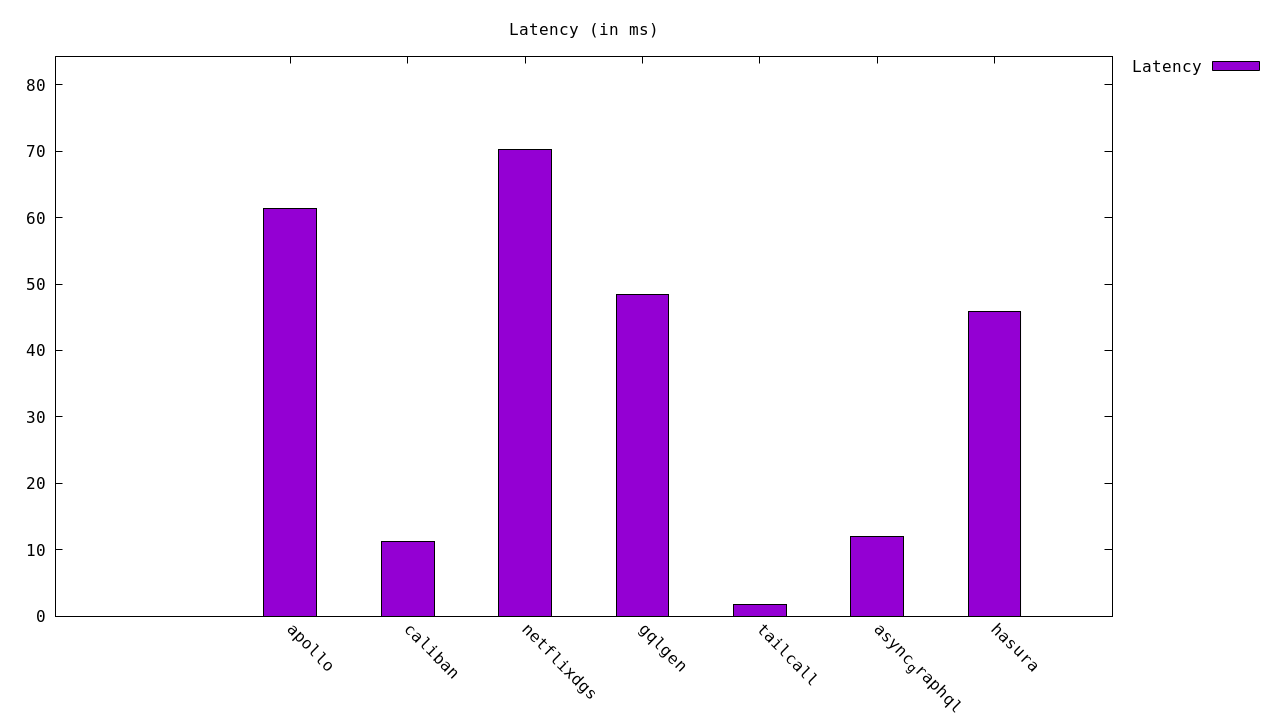 Latency (in ms)
Latency
80
70
60
50
40
30
20
10
0
apollo
caliban
netflixdgs
gqlgen
tailcall
asyncgraphql
hasura